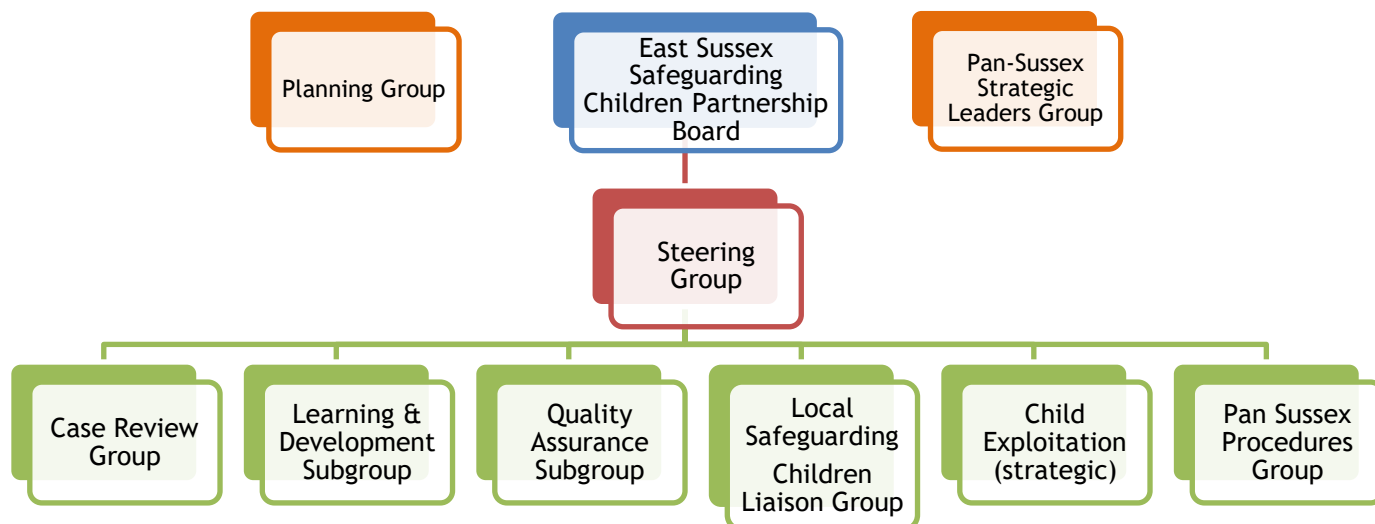 Planning Group
East Sussex
Safeguarding
Children Partnership
Board
Pan-Sussex
Strategic
Leaders Group
Steering
Group
Case Review
Group
Learning &
Development
Subgroup
Quality
Assurance
Subgroup
Local
Safeguarding
Children
Liaison Group
Child
Exploitation
(strategic)
Pan Sussex
Procedures
Group